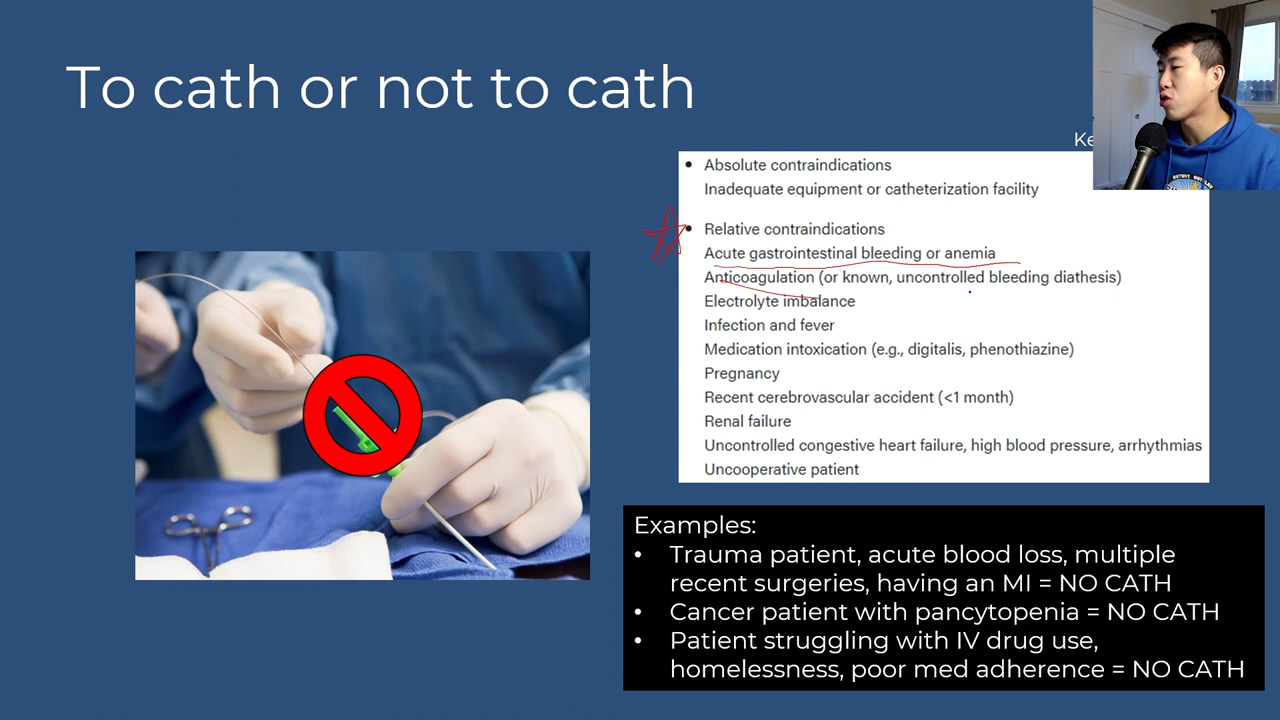 To cath or not to cath
Ke
• Absolute contraindications
Inadequate equipment or catheterization facility
• Relative contraindications
Acute gastrointestinal bleeding or anemia
Anticoagulation (or known, uncontrolled bleeding diathesis)
Electrolyte imbalance
Infection and fever
Medication intoxication (e.g., digitalis, phenothiazine)
Pregnancy
Recent cerebrovascular accident (<1 month)
Renal failure
Uncontrolled congestive heart failure, high blood pressure, arrhythmias
Uncooperative patient
Examples:
• Trauma patient, acute blood loss, multiple
recent surgeries, having an MI = NO CATH
• Cancer patient with pancytopenia = NO CATH
• Patient struggling with IV drug use,
homelessness, poor med adherence = NO CATH